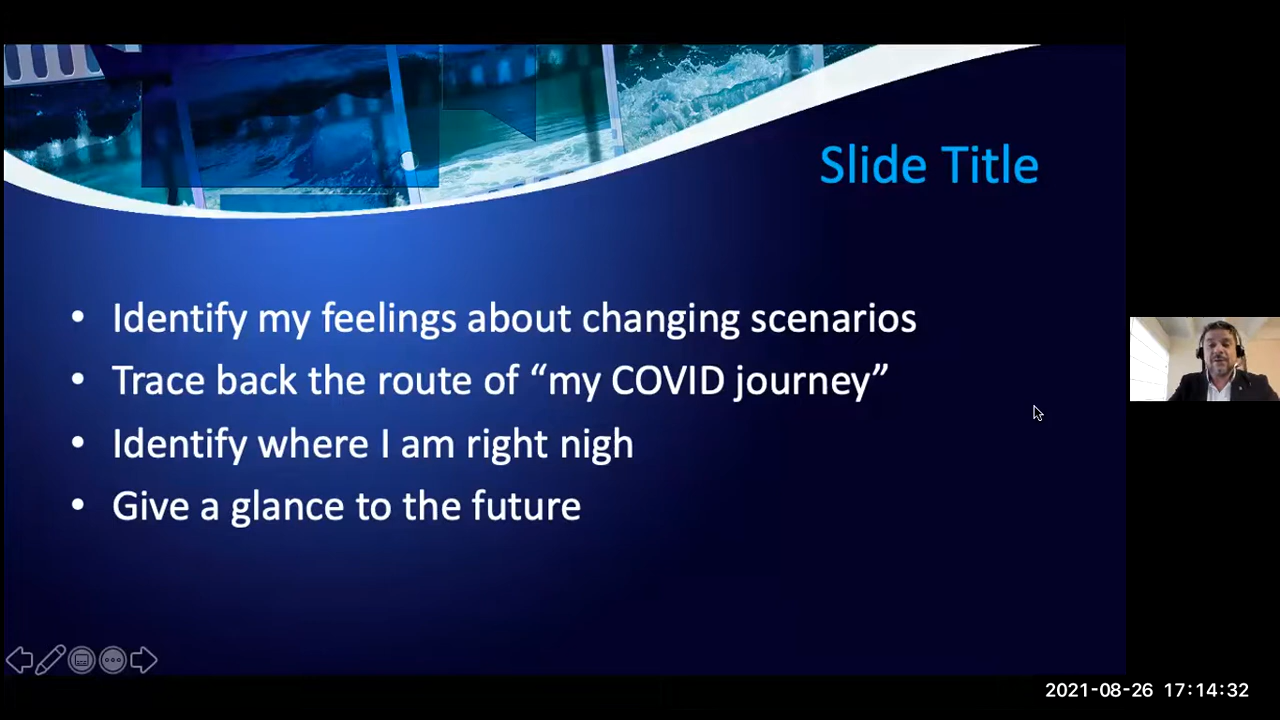 Slide Title
• Identify my feelings about changing scenarios
• Trace back the route of “my COVID journey”
• Identify where I am right nigh
• Give a glance to the future
2021-08-26 17:14:32